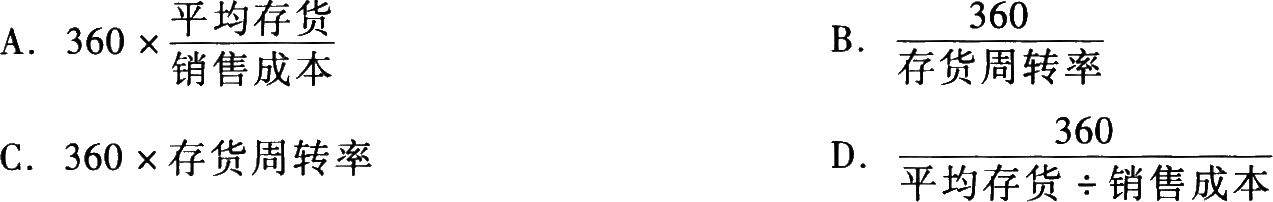 A. 360 × 平均存货/销售成本
B. 360/存货周转率
C. 360 × 存货周转率
D. 360/平均存货 ÷ 销售成本